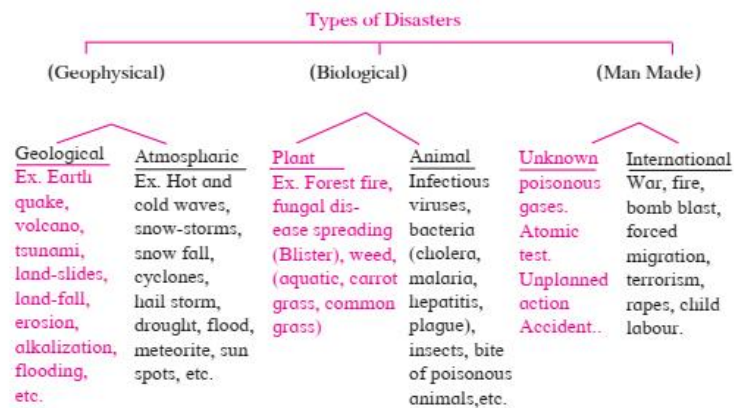 Types of Disasters
(Geophysical)
(Biological)
(Man Made)
Geological
Ex. Earth
quake,
volcano,
tsunami,
land-slides,
land-fall,
erosion,
alkalization,
flooding,
etc.
Atmospharic
Ex. Hot and
cold waves,
snow-storms,
snow fall,
cyclones,
hail storm,
drought, flood,
meteorite, sun
spots, etc.
Plant
Ex. Forest fire,
fungal dis-
ease spreading
(Blister), weed,
(aquatic, carrot
grass, common
grass)
Animal
Infectious
viruses,
bacteria
(cholera,
malaria,
hepatitis,
plague),
insects, bite
of poisonous
animals,etc.
Unknown
poisonous
gases.
Atomic
test.
Unplanned
action
Accident..
International
War, fire,
bomb blast,
forced
migration,
terrorism,
rapes, child
labour.